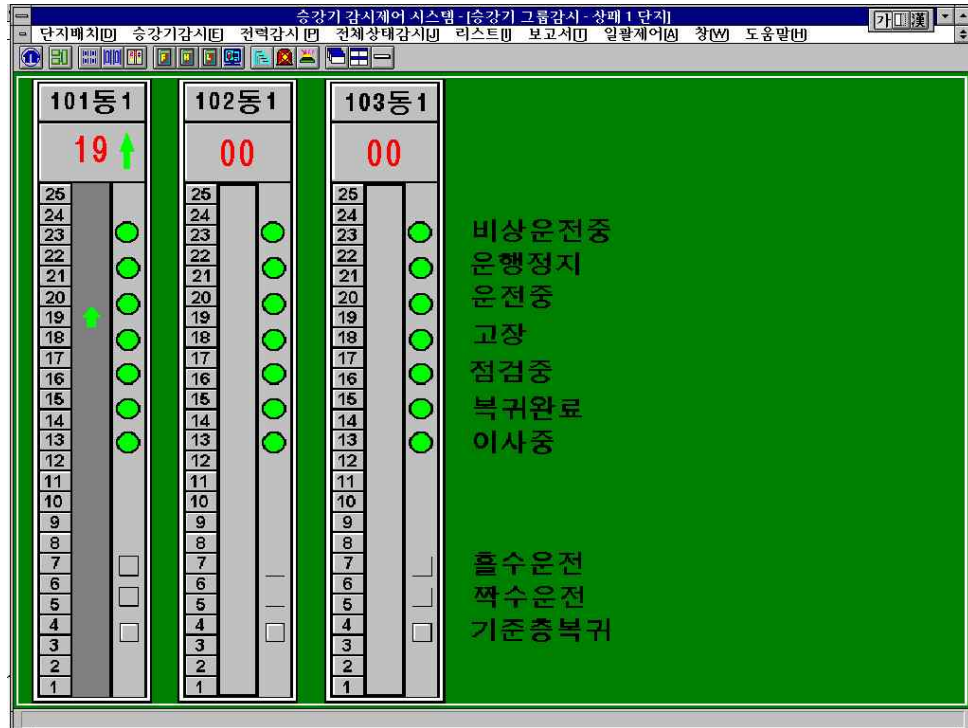 승강기 감시제어 시스템 - [승강기 그룹감시 - 상패 1 단지]
가 漢
단지배치[D] 승강기감시[E] 전력감시[P] 전체상태감시[J] 리스트[I] 보고서[T] 일괄제어[A] 창[W] 도움말[H]
101동1 102동1 103동1
19 00 00
25 25 25
24 24 24
23 23 23
비상운전중
22 22 22
21 21 21
운행정지
20 20 20
19 19 19
운전중
18 18 18
고장
17 17 17
16 16 16
점검중
15 15 15
14 14 14
복귀완료
13 13 13
12 12 12
이사중
11 11 11
10 10 10
9 9 9
8 8 8
7 7 7
홀수운전
6 6 6
5 5 5
짝수운전
4 4 4
3 3 3
기준층복귀
2 2 2
1 1 1